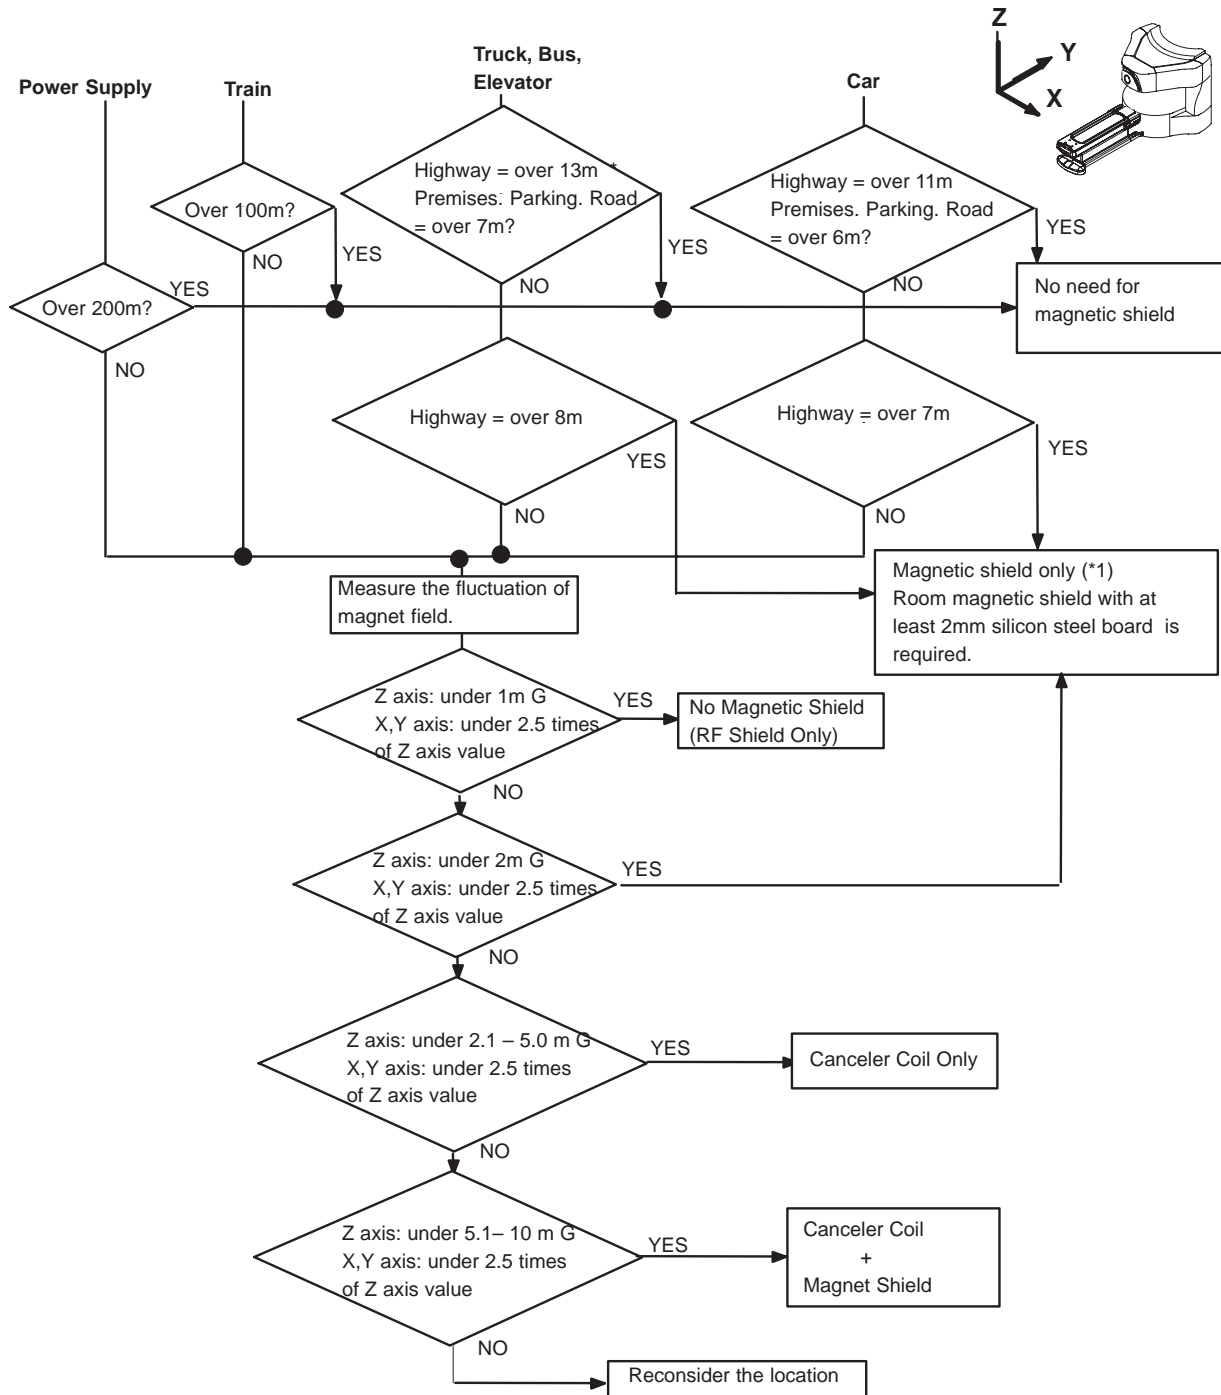 Z
Y
X
Power Supply
Train
Truck, Bus,
Elevator
Car
Highway = over 13m *
Premises. Parking. Road
= over 7m?
Highway = over 11m
Premises. Parking. Road
= over 6m?
Over 100m?
YES
YES
YES
NO
NO
NO
Over 200m?
YES
NO
No need for
magnetic shield
Highway = over 8m
YES
NO
Highway = over 7m
YES
NO
Measure the fluctuation of
magnet field.
Magnetic shield only (*1)
Room magnetic shield with at
least 2mm silicon steel board is
required.
Z axis: under 1m G
X,Y axis: under 2.5 times
of Z axis value
YES
NO
No Magnetic Shield
(RF Shield Only)
Z axis: under 2m G
X,Y axis: under 2.5 times
of Z axis value
YES
NO
Z axis: under 2.1 – 5.0 m G
X,Y axis: under 2.5 times
of Z axis value
YES
NO
Canceler Coil Only
Z axis: under 5.1– 10 m G
X,Y axis: under 2.5 times
of Z axis value
YES
NO
Canceler Coil
+
Magnet Shield
Reconsider the location